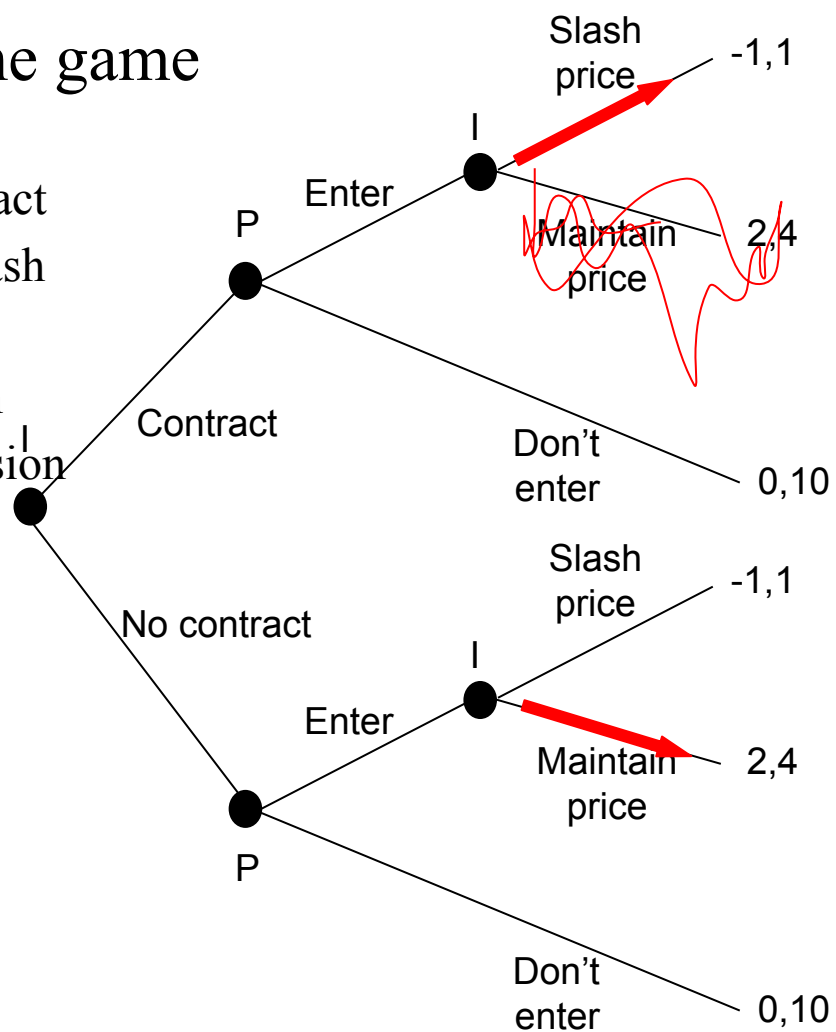 ne game
act
ash
I
sion
Slash
price
-1,1
I
Enter
P
Maintain
price
2,4
Contract
Don't
enter
0,10
Slash
price
-1,1
No contract
I
Enter
Maintain
price
2,4
P
Don't
enter
0,10